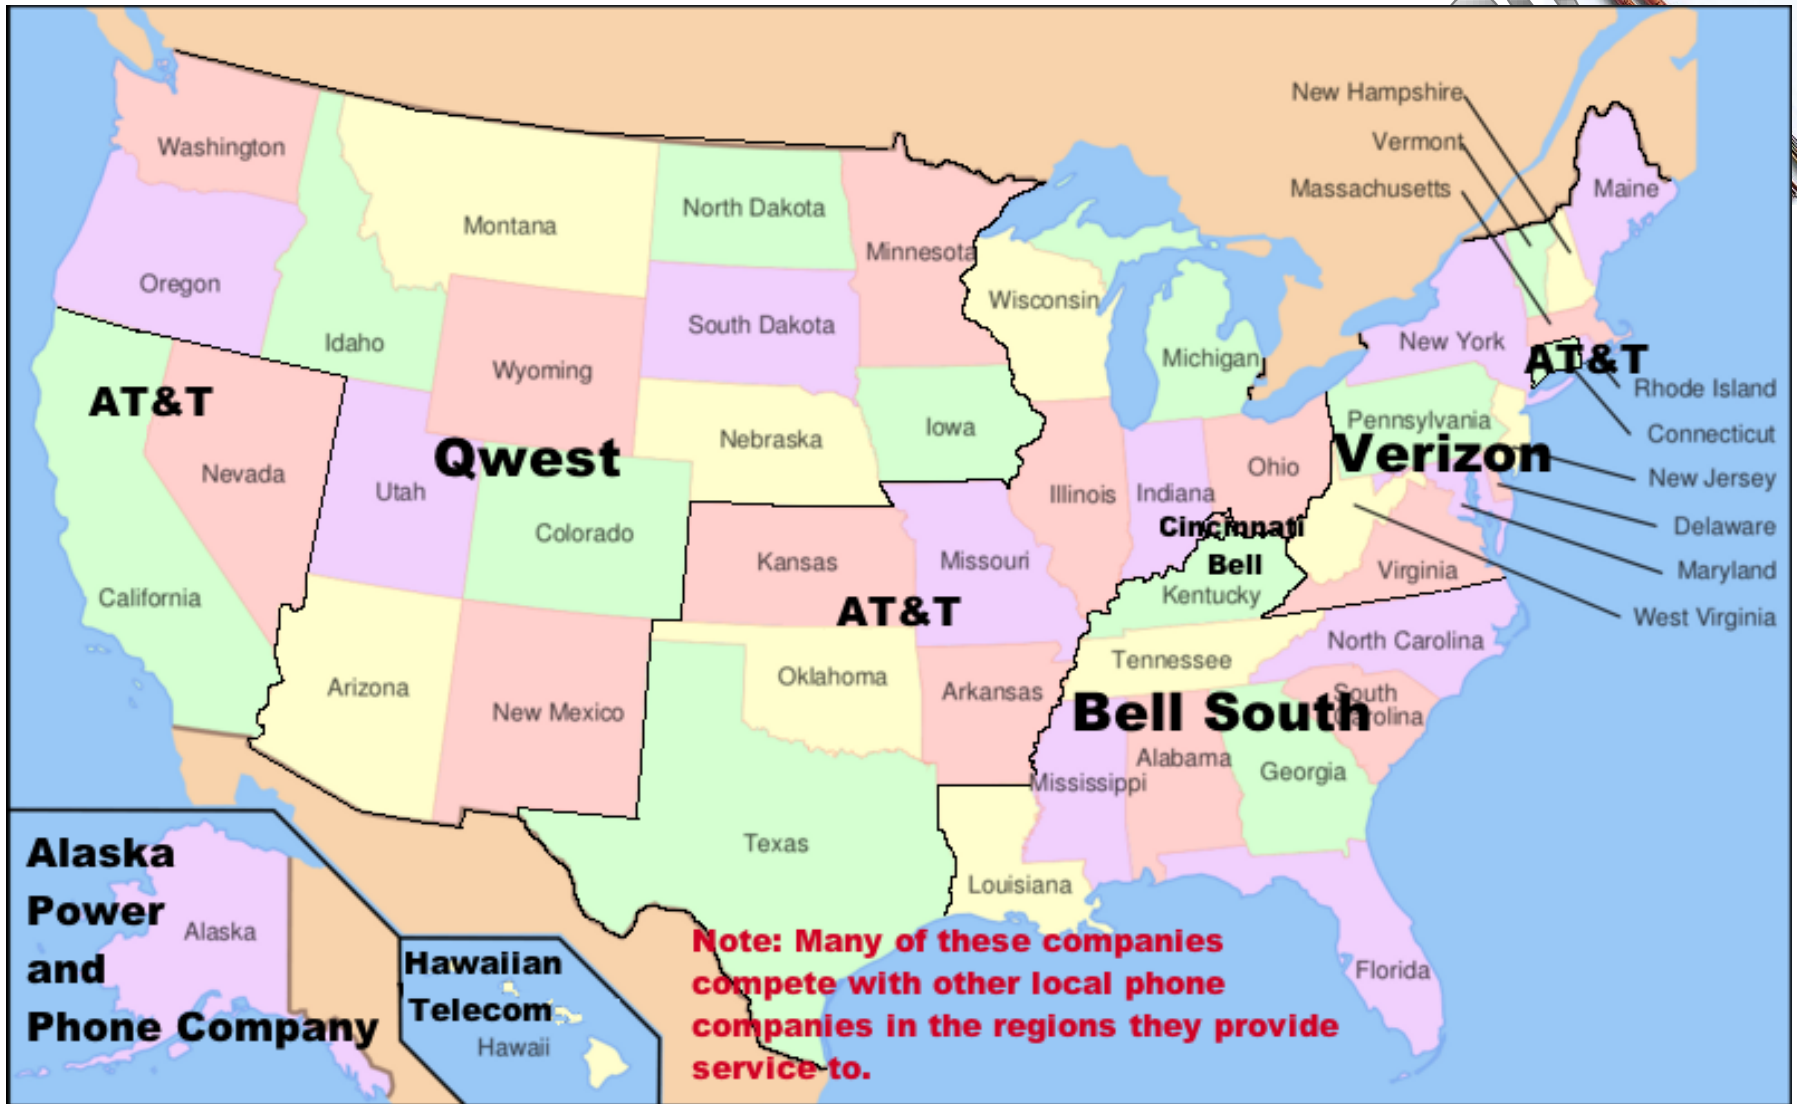 New Hampshire
Vermont
Massachusetts
Maine
Washington
Montana
North Dakota
Minnesota
Oregon
Idaho
Wyoming
South Dakota
Wisconsin
Michigan
New York
AT&T
Rhode Island
AT&T
Nevada
Utah
Qwest
Nebraska
Iowa
Pennsylvania
Verizon
Connecticut
New Jersey
Delaware
Maryland
West Virginia
Colorado
Kansas
Missouri
Illinois
Indiana
Ohio
Cincinnati
Bell
Kentucky
Virginia
California
AT&T
North Carolina
Tennessee
Arizona
New Mexico
Oklahoma
Arkansas
South
Carolina
Bell South
Mississippi
Alabama
Georgia
Texas
Louisiana
Florida
Alaska
Power
and
Phone Company
Alaska
Hawaiian
Telecom
Hawaii
Note: Many of these companies
compete with other local phone
companies in the regions they provide
service to.